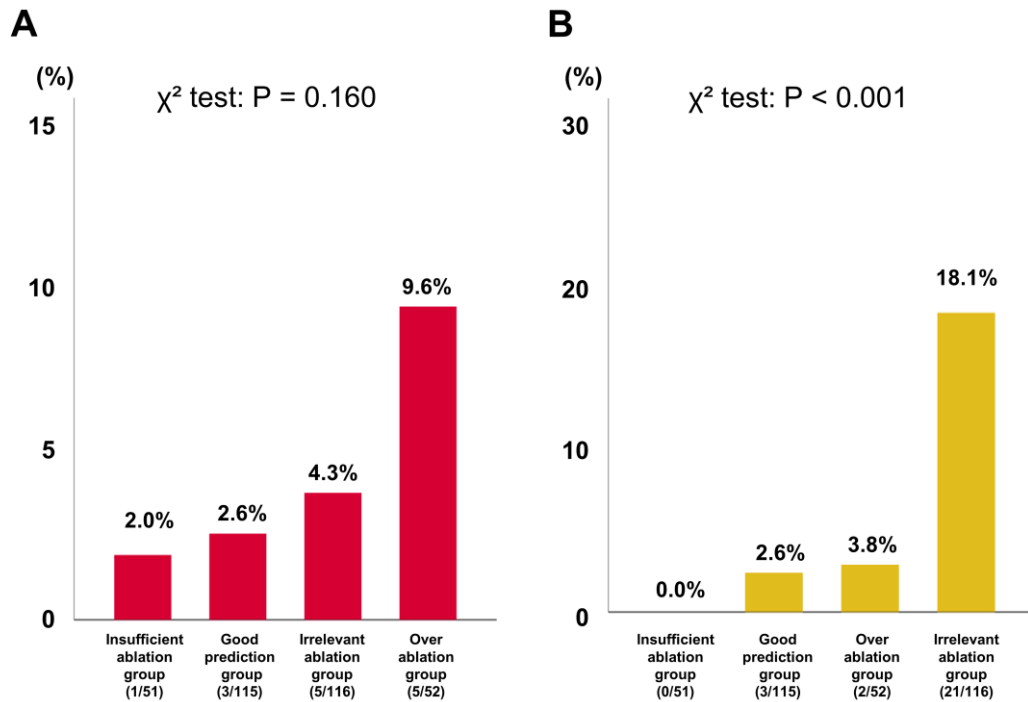 A
(%)
χ² test: P = 0.160
15
10
5
0
2.0%
2.6%
4.3%
9.6%
Insufficient
ablation
group
(1/51)
Good
prediction
group
(3/115)
Irrelevant
ablation
group
(5/116)
Over
ablation
group
(5/52)
B
(%)
χ² test: P < 0.001
30
20
10
0
0.0%
2.6%
3.8%
18.1%
Insufficient
ablation
group
(0/51)
Good
prediction
group
(3/115)
Over
ablation
group
(2/52)
Irrelevant
ablation
group
(21/116)